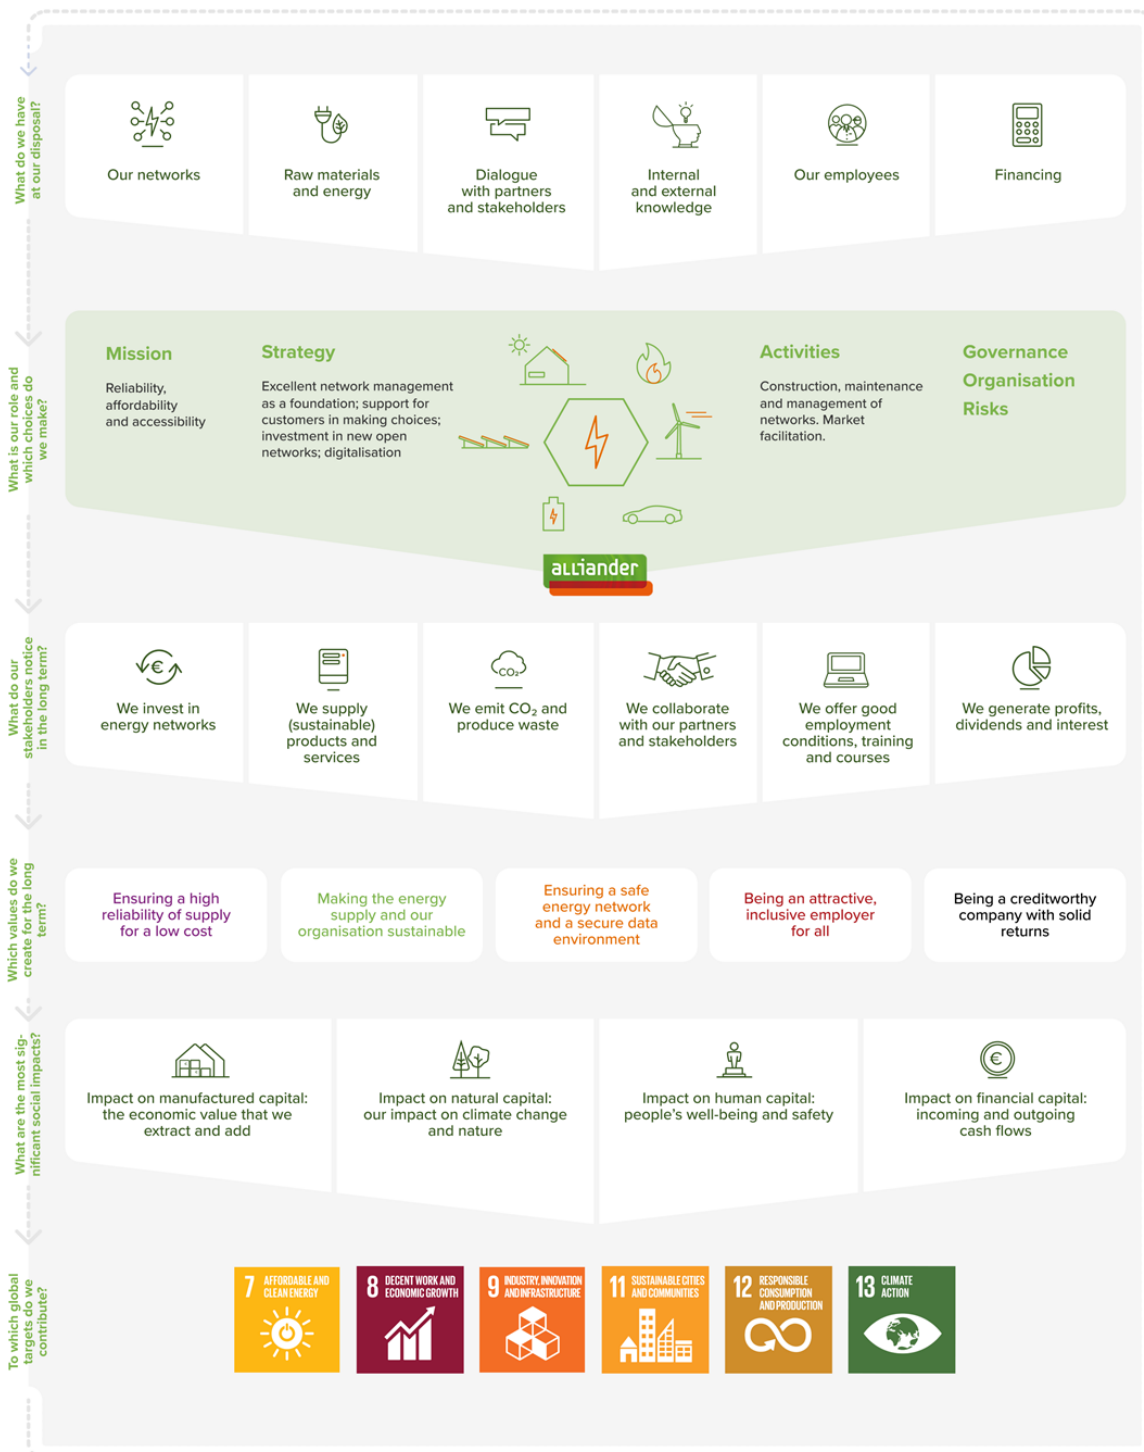 What do we have
at our disposal?
Our networks
Raw materials
and energy
Dialogue
with partners
and stakeholders
Internal
and external
knowledge
Our employees
Financing
What is our role and
which choices do
we make?
Mission
Reliability,
affordability
and accessibility
Strategy
Excellent network management
as a foundation; support for
customers in making choices;
investment in new open
networks; digitalisation
Activities
Construction, maintenance
and management of
networks. Market
facilitation.
Governance
Organisation
Risks
alliander
What do our
stakeholders notice
in the long term?
€
We invest in
energy networks
We supply
(sustainable)
products and
services
CO₂
We emit CO₂ and
produce waste
We collaborate
with our partners
and stakeholders
We offer good
employment
conditions, training
and courses
We generate profits,
dividends and interest
Which values do we
create for the long
term?
Ensuring a high
reliability of supply
for a low cost
Making the energy
supply and our
organisation sustainable
Ensuring a safe
energy network
and a secure data
environment
Being an attractive,
inclusive employer
for all
Being a creditworthy
company with solid
returns
What are the most sig-
nificant social impacts?
Impact on manufactured capital:
the economic value that we
extract and add
Impact on natural capital:
our impact on climate change
and nature
Impact on human capital:
people's well-being and safety
€
Impact on financial capital:
incoming and outgoing
cash flows
To which global
targets do we
contribute?
7 AFFORDABLE AND
CLEAN ENERGY
8 DECENT WORK AND
ECONOMIC GROWTH
9 INDUSTRY, INNOVATION
AND INFRASTRUCTURE
11 SUSTAINABLE CITIES
AND COMMUNITIES
12 RESPONSIBLE
CONSUMPTION
AND PRODUCTION
13 CLIMATE
ACTION